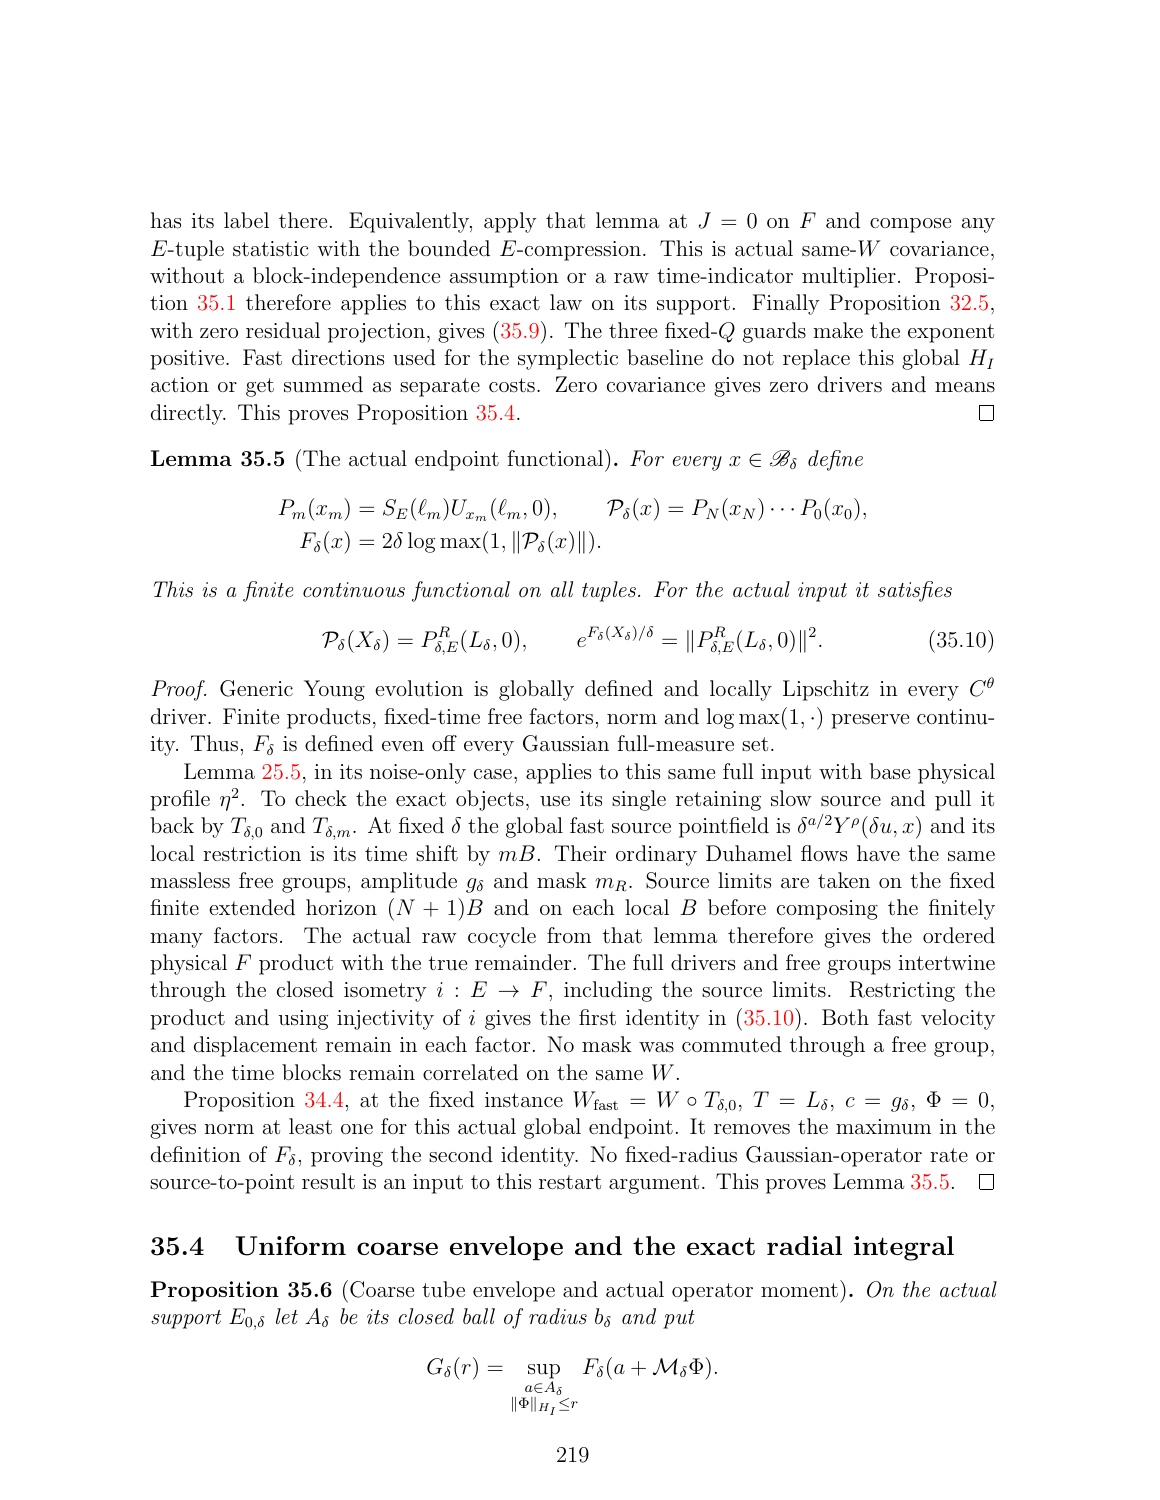 has its label there. Equivalently, apply that lemma at J = 0 on F and compose any
E-tuple statistic with the bounded E-compression. This is actual same-W covariance,
without a block-independence assumption or a raw time-indicator multiplier. Proposi-
tion 35.1 therefore applies to this exact law on its support. Finally Proposition 32.5,
with zero residual projection, gives (35.9). The three fixed-Q guards make the exponent
positive. Fast directions used for the symplectic baseline do not replace this global H_I
action or get summed as separate costs. Zero covariance gives zero drivers and means
directly. This proves Proposition 35.4. □
Lemma 35.5 (The actual endpoint functional). For every x ∈ ℬ_δ define
P_m(x_m) = S_E(ℓ_m)U_{x_m}(ℓ_m, 0), 𝒫_δ(x) = P_N(x_N) ⋯ P_0(x_0),
F_δ(x) = 2δ log max(1, ‖𝒫_δ(x)‖).
This is a finite continuous functional on all tuples. For the actual input it satisfies
𝒫_δ(X_δ) = P^R_{δ,E}(L_δ, 0), e^{F_δ(X_δ)/δ} = ‖P^R_{δ,E}(L_δ, 0)‖². (35.10)
Proof. Generic Young evolution is globally defined and locally Lipschitz in every C^θ
driver. Finite products, fixed-time free factors, norm and log max(1, ·) preserve continu-
ity. Thus, F_δ is defined even off every Gaussian full-measure set.
Lemma 25.5, in its noise-only case, applies to this same full input with base physical
profile η². To check the exact objects, use its single retaining slow source and pull it
back by T_{δ,0} and T_{δ,m}. At fixed δ the global fast source pointfield is δ^{a/2}Y^ρ(δu, x) and its
local restriction is its time shift by mB. Their ordinary Duhamel flows have the same
massless free groups, amplitude g_δ and mask m_R. Source limits are taken on the fixed
finite extended horizon (N + 1)B and on each local B before composing the finitely
many factors. The actual raw cocycle from that lemma therefore gives the ordered
physical F product with the true remainder. The full drivers and free groups intertwine
through the closed isometry i : E → F, including the source limits. Restricting the
product and using injectivity of i gives the first identity in (35.10). Both fast velocity
and displacement remain in each factor. No mask was commuted through a free group,
and the time blocks remain correlated on the same W.
Proposition 34.4, at the fixed instance W_fast = W ∘ T_{δ,0}, T = L_δ, c = g_δ, Φ = 0,
gives norm at least one for this actual global endpoint. It removes the maximum in the
definition of F_δ, proving the second identity. No fixed-radius Gaussian-operator rate or
source-to-point result is an input to this restart argument. This proves Lemma 35.5. □
35.4 Uniform coarse envelope and the exact radial integral
Proposition 35.6 (Coarse tube envelope and actual operator moment). On the actual
support E_{0,δ} let A_δ be its closed ball of radius b_δ and put
G_δ(r) = sup_{a∈A_δ, ‖Φ‖_{H_I}≤r} F_δ(a + ℳ_δΦ).
219